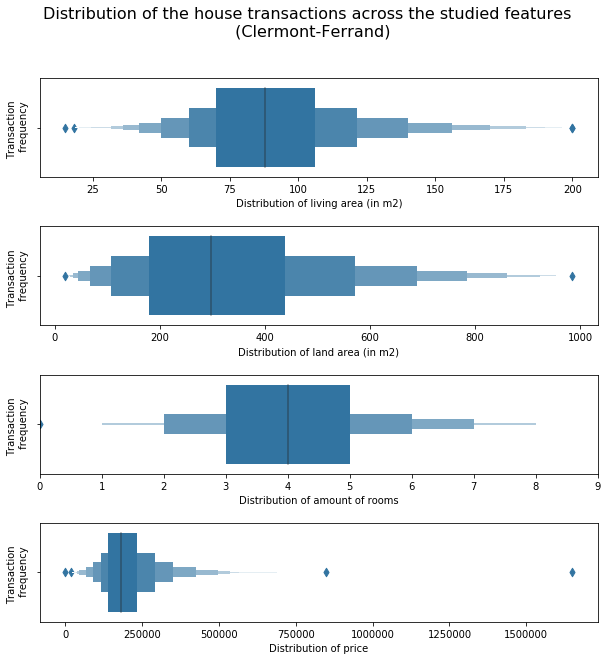 Distribution of the house transactions across the studied features
(Clermont-Ferrand)
Transaction
frequency
25 50 75 100 125 150 175 200
Distribution of living area (in m2)
Transaction
frequency
0 200 400 600 800 1000
Distribution of land area (in m2)
Transaction
frequency
0 1 2 3 4 5 6 7 8 9
Distribution of amount of rooms
Transaction
frequency
0 250000 500000 750000 1000000 1250000 1500000
Distribution of price